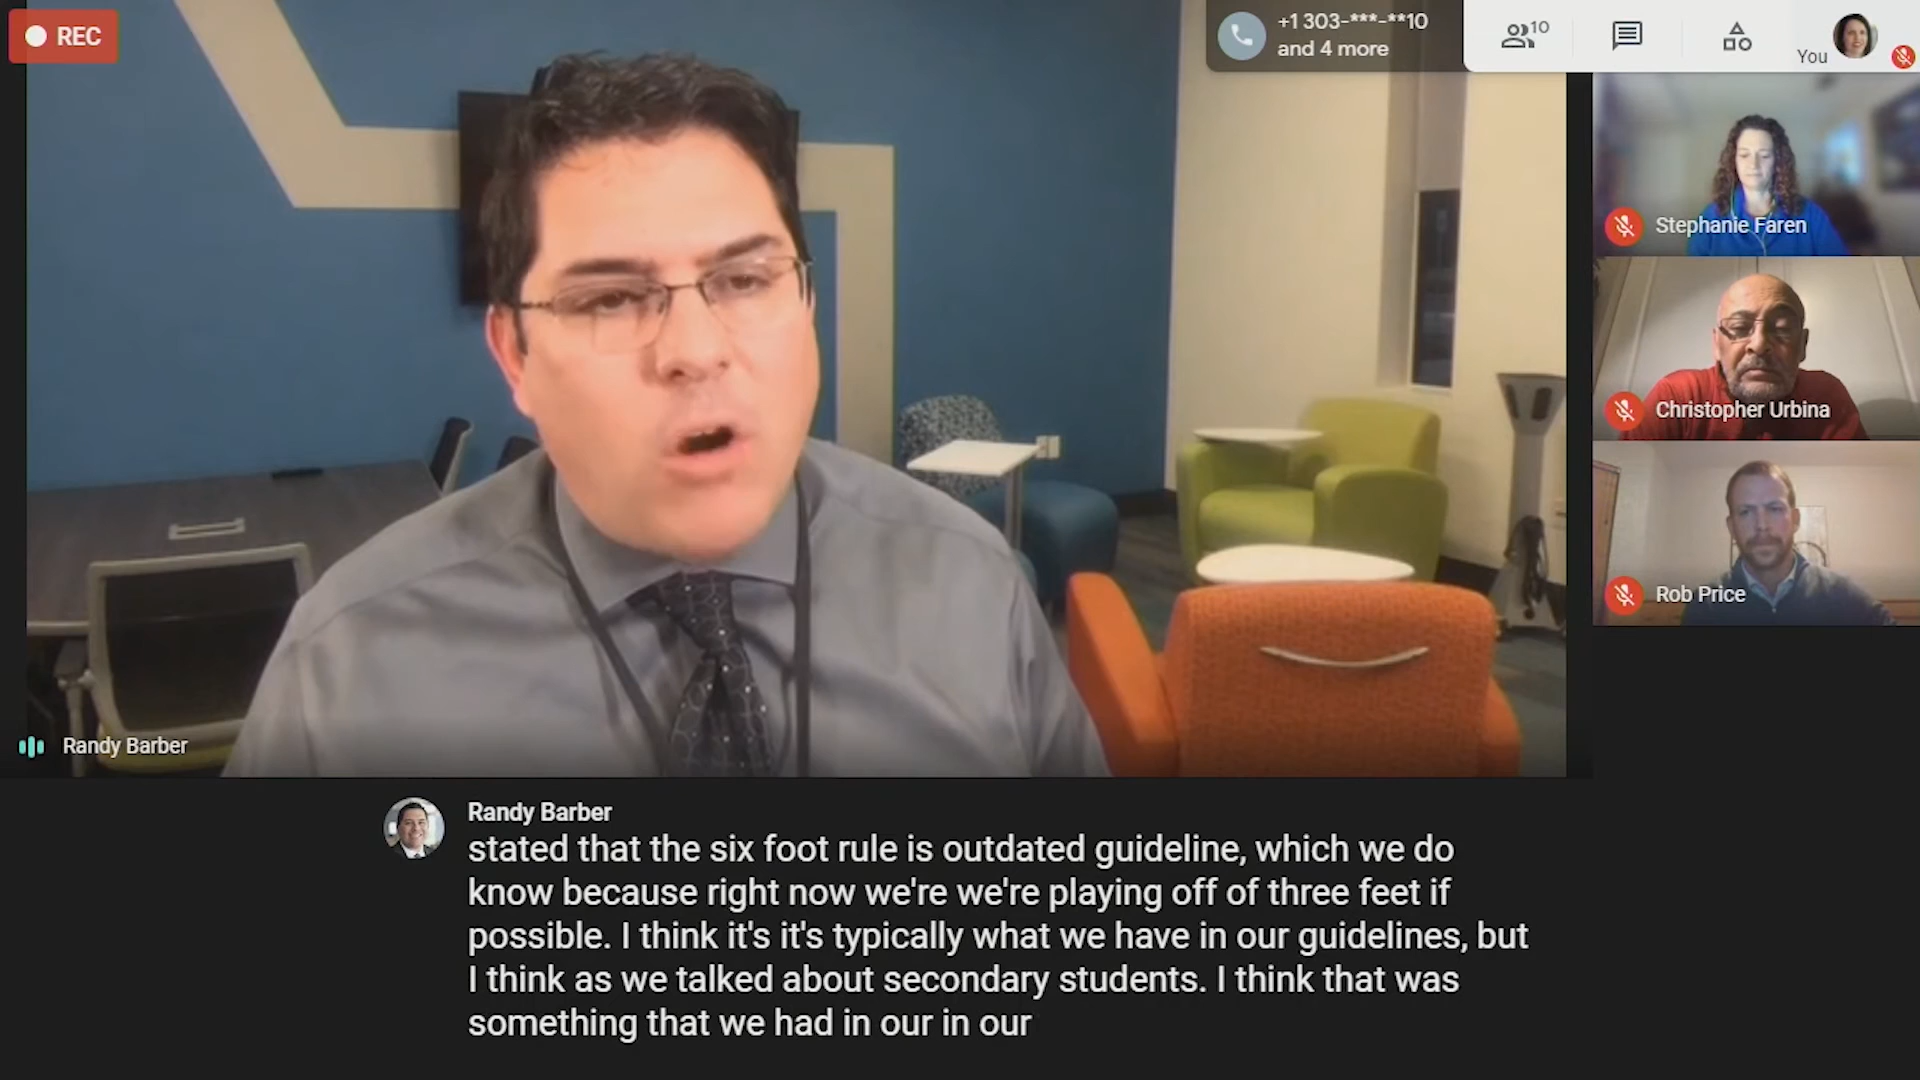 REC
+1 303-***-**10
and 4 more
10
You
Stephanie Faren
Christopher Urbina
Rob Price
Randy Barber
Randy Barber
stated that the six foot rule is outdated guideline, which we do
know because right now we're we're playing off of three feet if
possible. I think it's it's typically what we have in our guidelines, but
I think as we talked about secondary students. I think that was
something that we had in our in our